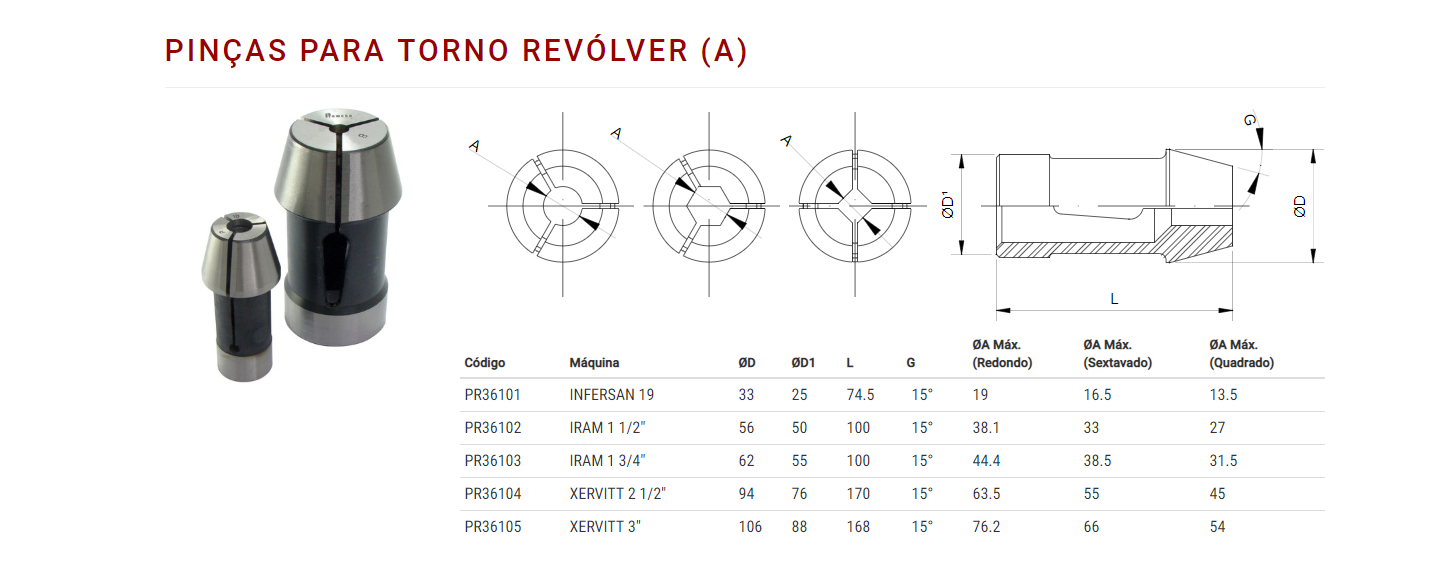 PINÇAS PARA TORNO REVÓLVER (A)
8
A
A
A
G
ØD¹
ØD
L
Código Máquina ØD ØD1 L G ØA Máx. (Redondo) ØA Máx. (Sextavado) ØA Máx. (Quadrado)
PR36101 INFERSAN 19 33 25 74.5 15° 19 16.5 13.5
PR36102 IRAM 1 1/2" 56 50 100 15° 38.1 33 27
PR36103 IRAM 1 3/4" 62 55 100 15° 44.4 38.5 31.5
PR36104 XERVITT 2 1/2" 94 76 170 15° 63.5 55 45
PR36105 XERVITT 3" 106 88 168 15° 76.2 66 54